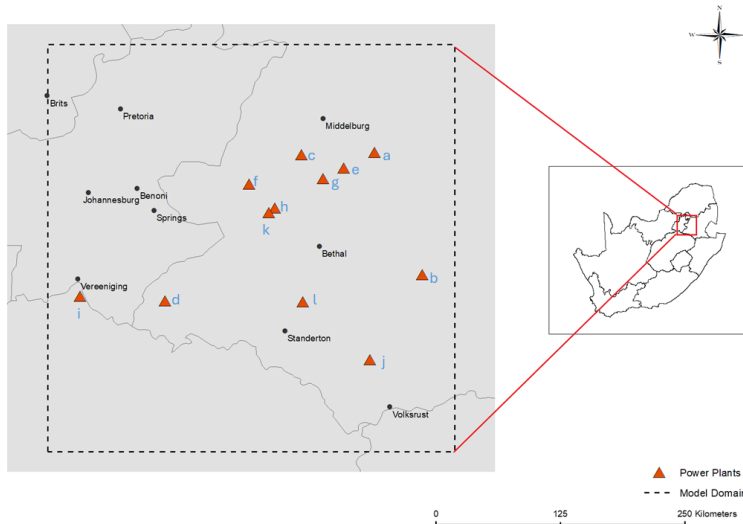 N
W
E
S
Brits
Pretoria
Middelburg
c
a
e
f
g
Johannesburg
Benoni
Springs
h
k
Bethal
b
Vereeniging
i
d
l
Standerton
j
Volksrust
Power Plants
Model Domain
0
125
250 Kilometers